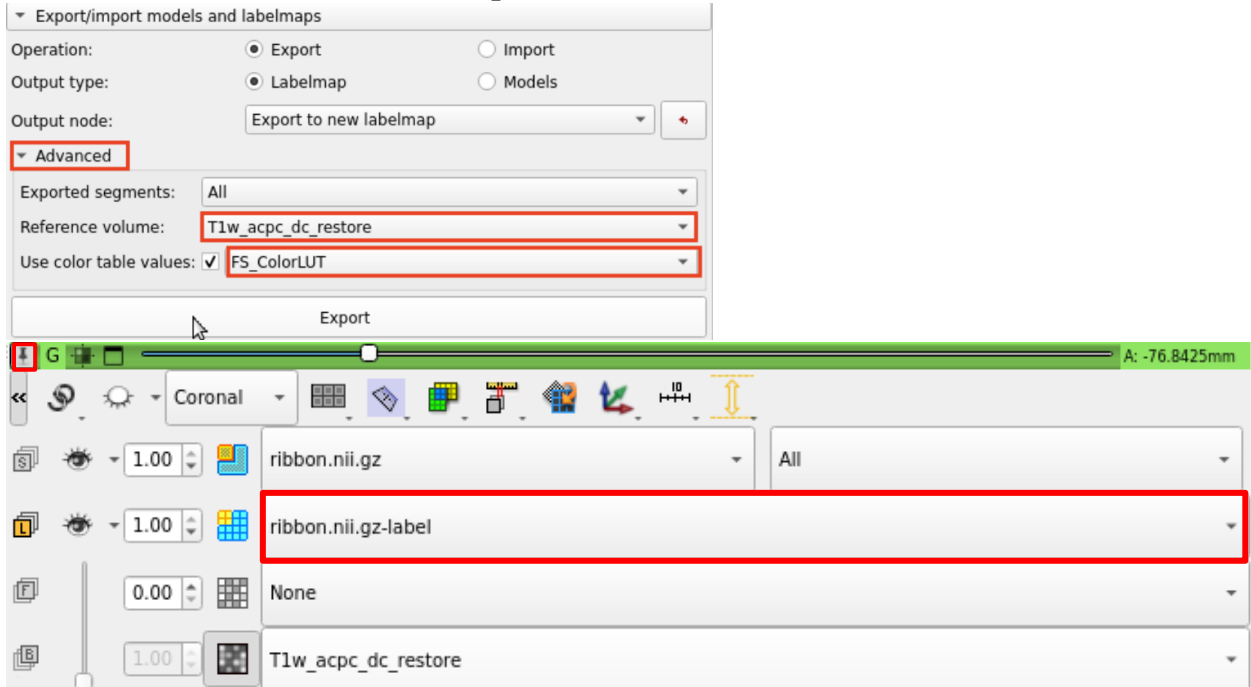 Export/import models and labelmaps
Operation: Export Import
Output type: Labelmap Models
Output node: Export to new labelmap
Advanced
Exported segments: All
Reference volume: T1w_acpc_dc_restore
Use color table values: FS_ColorLUT
Export
G A: -76.8425mm
« Coronal 10
S 1.00 ribbon.nii.gz All
L 1.00 ribbon.nii.gz-label
F 0.00 None
B 1.00 T1w_acpc_dc_restore